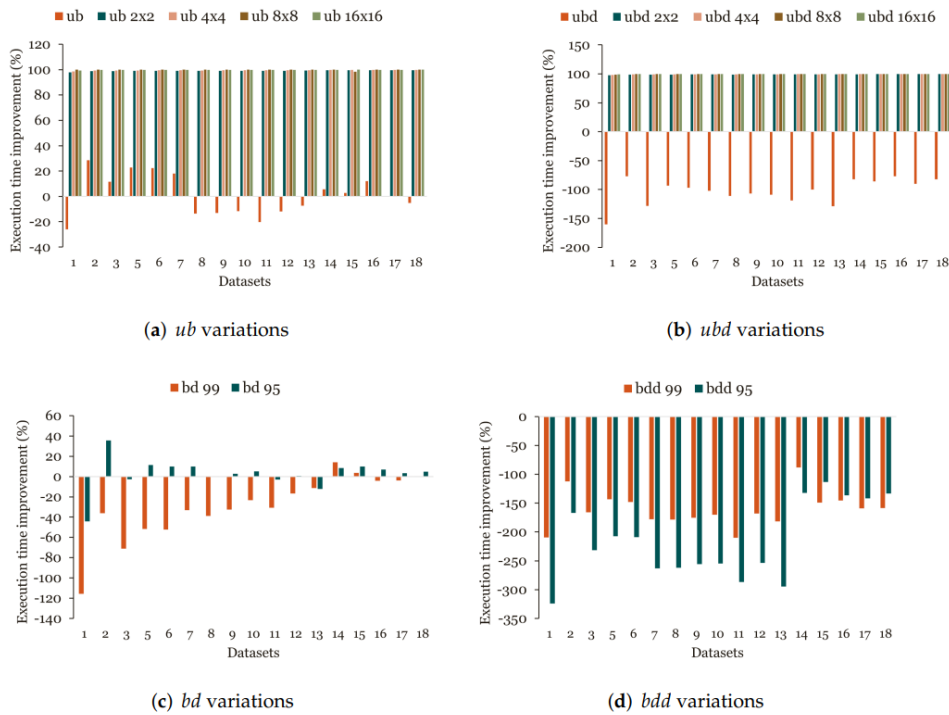 ub ub 2x2 ub 4x4 ub 8x8 ub 16x16
Execution time improvement (%)
120
100
80
60
40
20
0
-20
-40
1 2 3 5 6 7 8 9 10 11 12 13 14 15 16 17 18
Datasets
(a) ub variations
ubd ubd 2x2 ubd 4x4 ubd 8x8 ubd 16x16
Execution time improvement (%)
150
100
50
0
-50
-100
-150
-200
1 2 3 5 6 7 8 9 10 11 12 13 14 15 16 17 18
Datasets
(b) ubd variations
bd 99 bd 95
Execution time improvement (%)
60
40
20
0
-20
-40
-60
-80
-100
-120
-140
1 2 3 5 6 7 8 9 10 11 12 13 14 15 16 17 18
Datasets
(c) bd variations
bdd 99 bdd 95
Execution time improvement (%)
0
-50
-100
-150
-200
-250
-300
-350
1 2 3 5 6 7 8 9 10 11 12 13 14 15 16 17 18
Datasets
(d) bdd variations